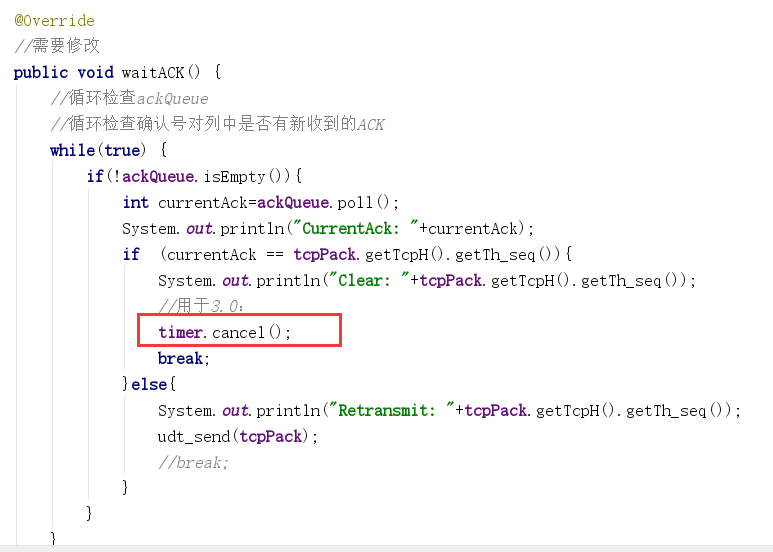 @Override
//需要修改
public void waitACK() {
//循环检查ackQueue
//循环检查确认号对列中是否有新收到的ACK
while(true) {
if(!ackQueue.isEmpty()){
int currentAck=ackQueue.poll();
System.out.println("CurrentAck: "+currentAck);
if  (currentAck == tcpPack.getTcpH().getTh_seq()){
System.out.println("Clear: "+tcpPack.getTcpH().getTh_seq());
//用于3.0：
timer.cancel();
break;
}else{
System.out.println("Retransmit: "+tcpPack.getTcpH().getTh_seq());
udt_send(tcpPack);
//break;
}
}
}